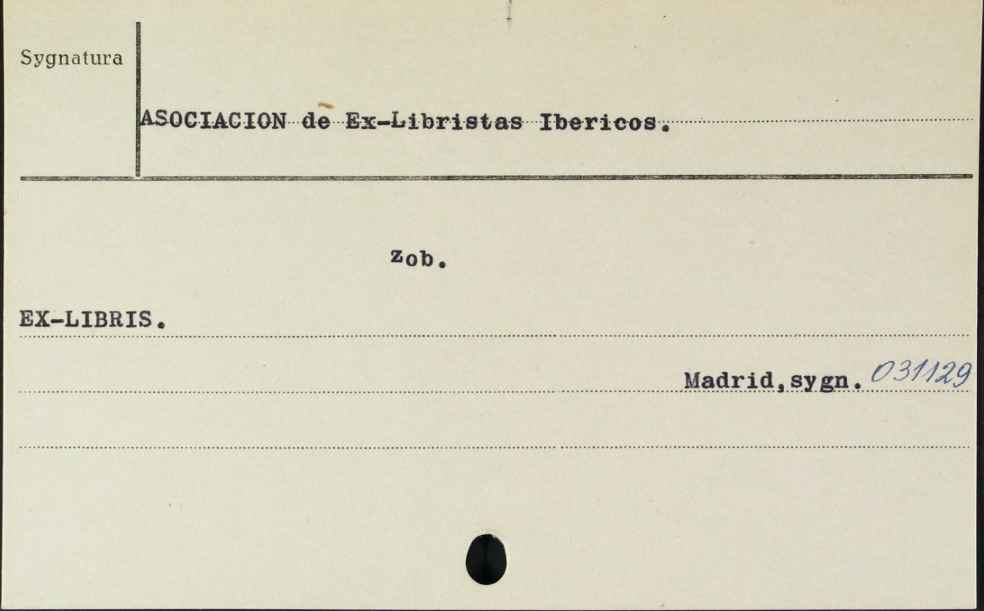 Sygnatura
ASOCIACION de Ex-Libristas Ibericos.
zob.
EX-LIBRIS.
Madrid,sygn. 031129